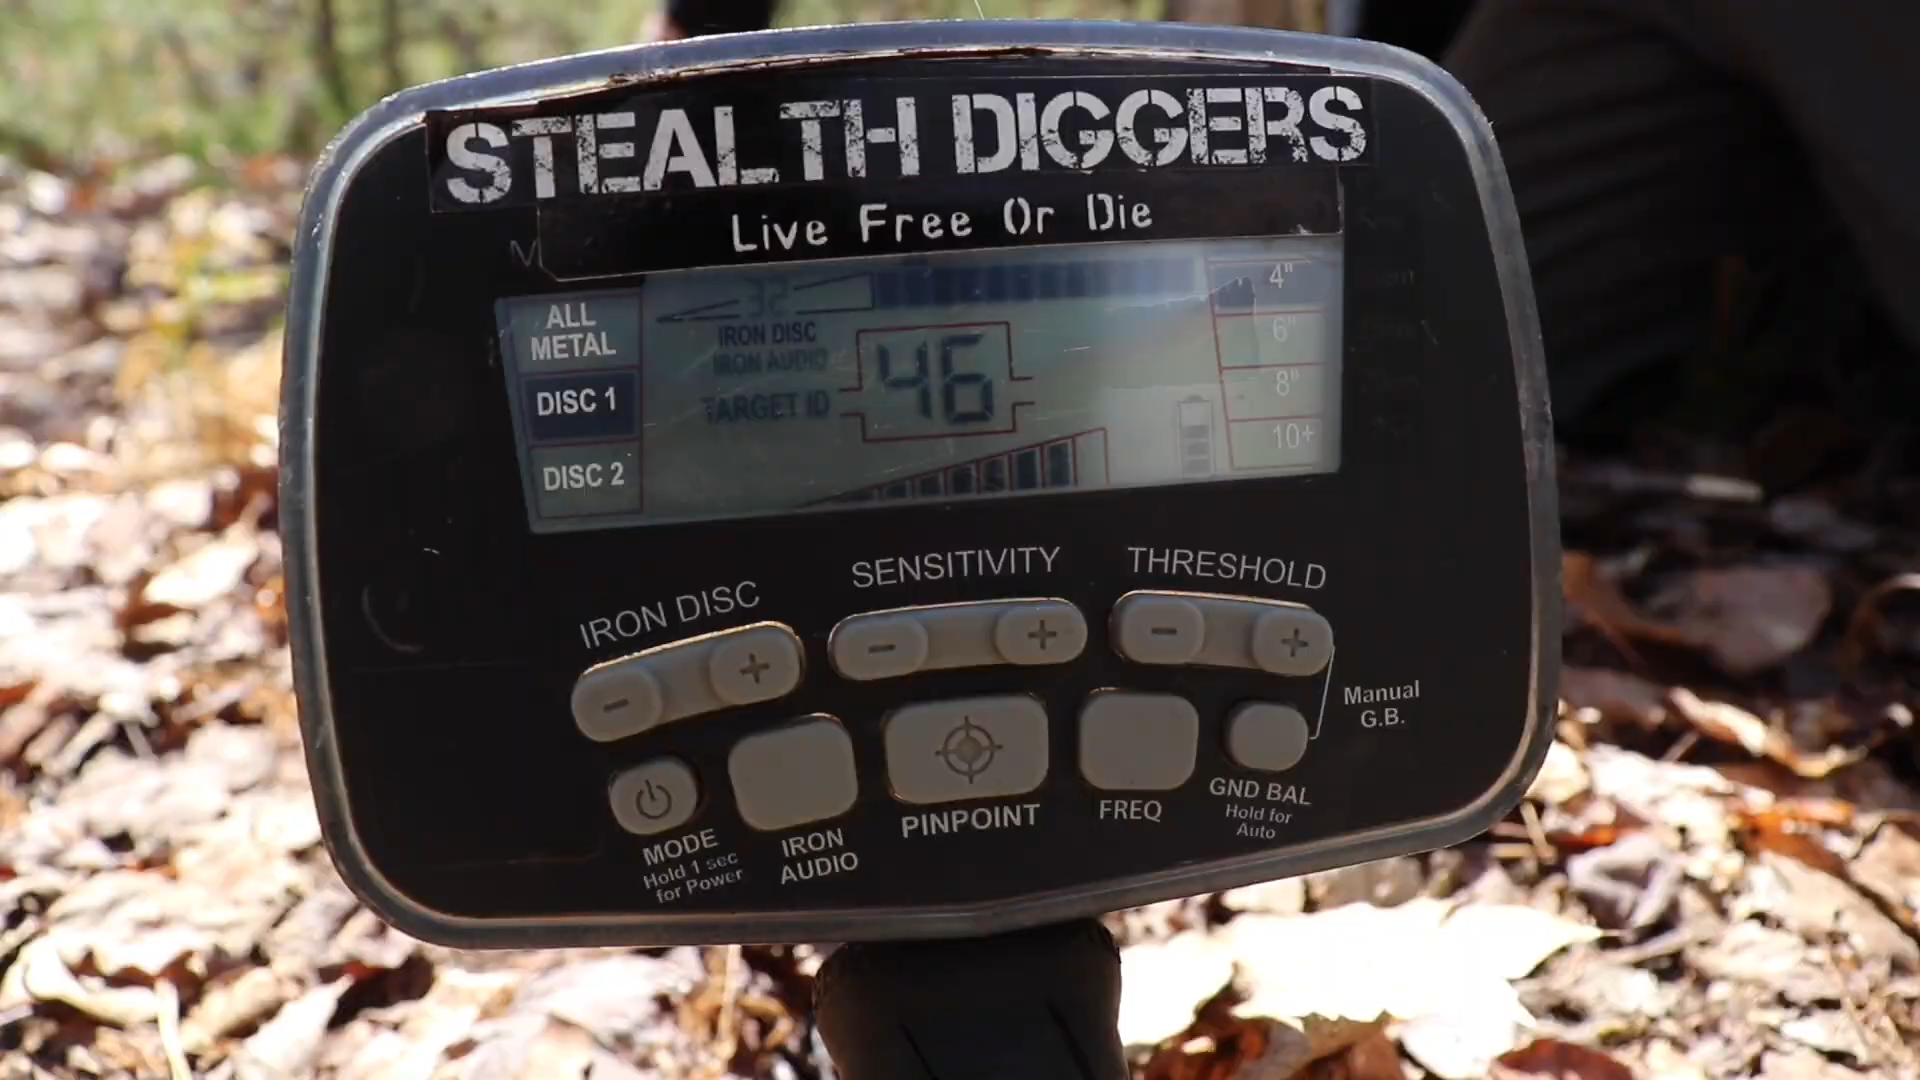 STEALTH DIGGERS
Live Free Or Die
M
ALL
METAL
DISC 1
DISC 2
32
IRON DISC
IRON AUDIO
TARGET ID
46
4"
6"
8"
10+
IRON DISC
- +
SENSITIVITY
- +
THRESHOLD
- +
Manual
G.B.
MODE
Hold 1 sec
for Power
IRON
AUDIO
PINPOINT
FREQ
GND BAL
Hold for
Auto